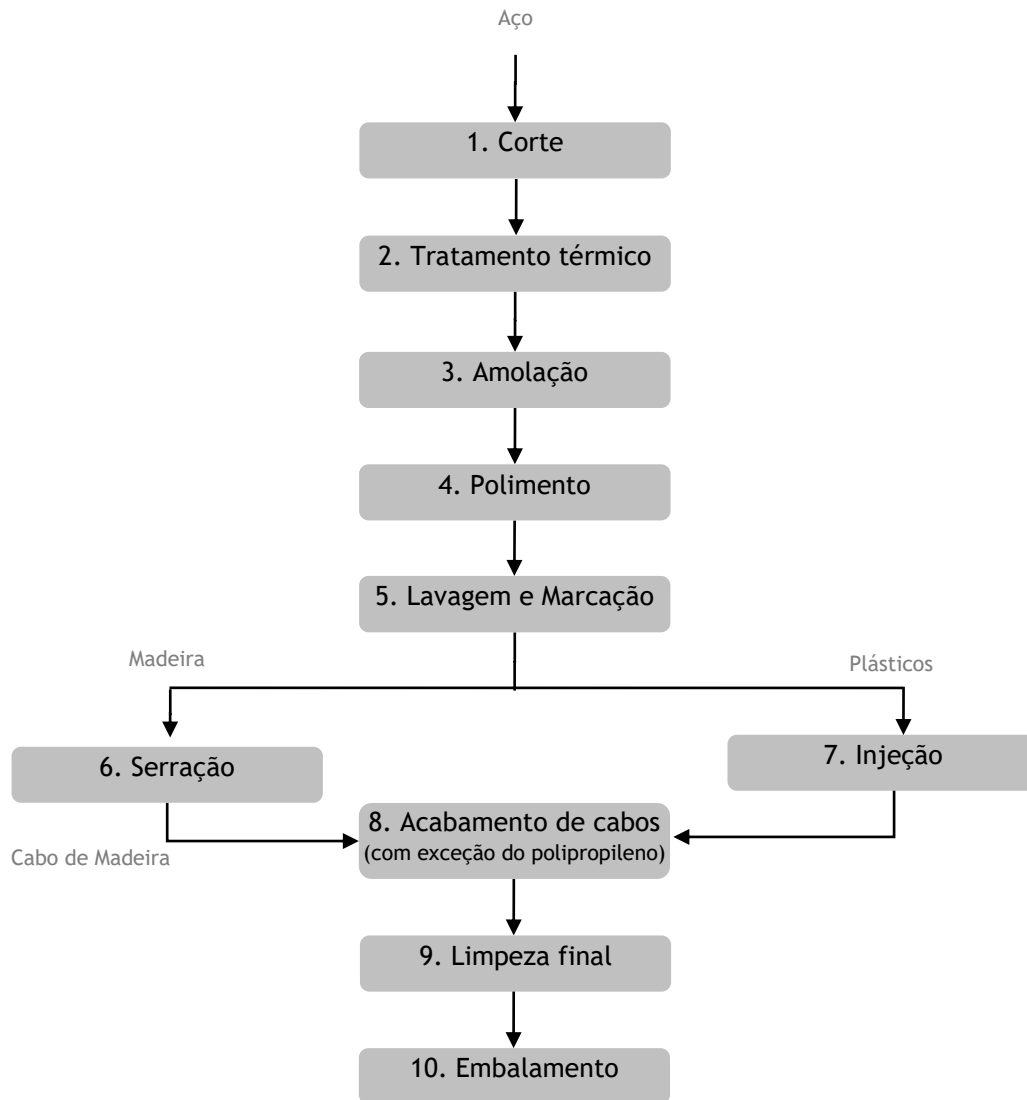 Aço
1. Corte
2. Tratamento térmico
3. Amolação
4. Polimento
5. Lavagem e Marcação
Madeira
Plásticos
6. Serração
7. Injeção
8. Acabamento de cabos
(com exceção do polipropileno)
Cabo de Madeira
9. Limpeza final
10. Embalamento